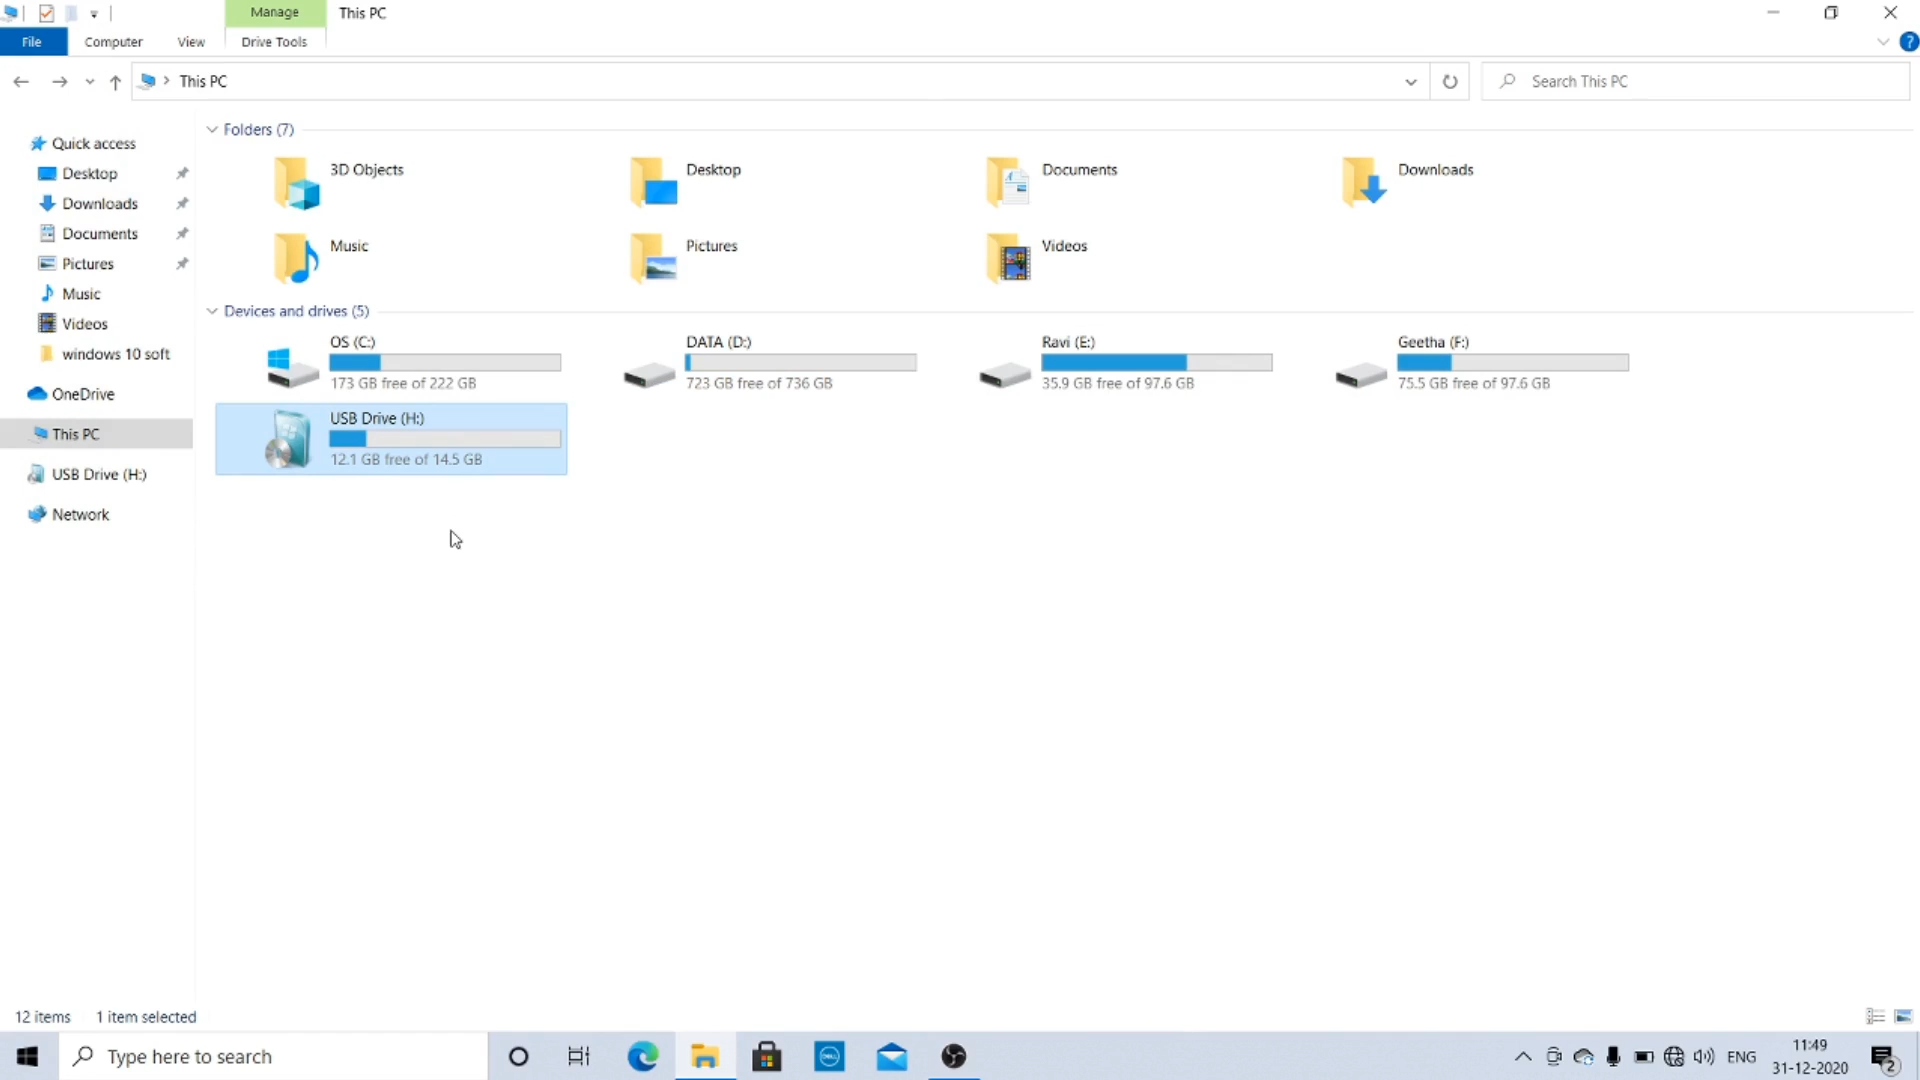 Manage
This PC
File
Computer
View
Drive Tools
This PC
Search This PC
Quick access
Desktop
Downloads
Documents
Pictures
Music
Videos
windows 10 soft
OneDrive
This PC
USB Drive (H:)
Network
Folders (7)
3D Objects
Desktop
Documents
Downloads
Music
Pictures
Videos
Devices and drives (5)
OS (C:)
173 GB free of 222 GB
DATA (D:)
723 GB free of 736 GB
Ravi (E:)
35.9 GB free of 97.6 GB
Geetha (F:)
75.5 GB free of 97.6 GB
USB Drive (H:)
12.1 GB free of 14.5 GB
12 items
1 item selected
Type here to search
DELL
ENG
11:49
31-12-2020
2